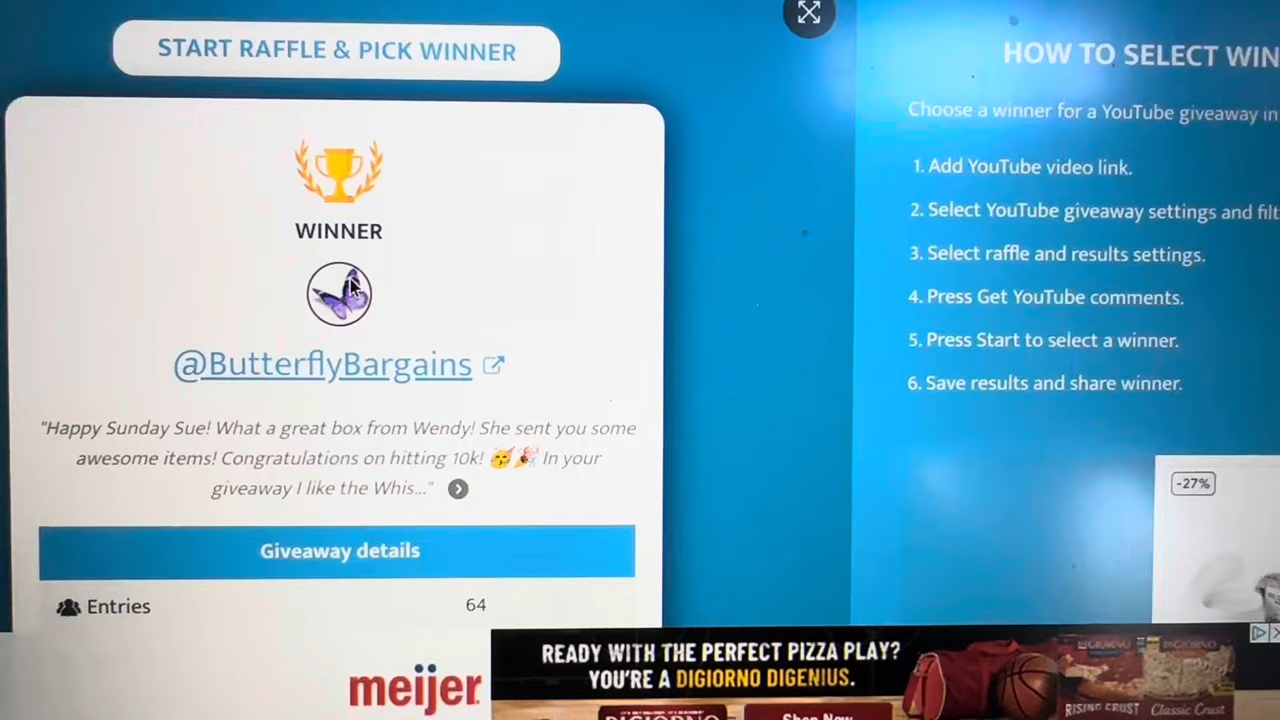 START RAFFLE & PICK WINNER
WINNER
@ButterflyBargains
"Happy Sunday Sue! What a great box from Wendy! She sent you some
awesome items! Congratulations on hitting 10k! 🥳🎉 In your
giveaway I like the Whis..."
Giveaway details
Entries 64
HOW TO SELECT WIN
Choose a winner for a YouTube giveaway in
1. Add YouTube video link.
2. Select YouTube giveaway settings and filt
3. Select raffle and results settings.
4. Press Get YouTube comments.
5. Press Start to select a winner.
6. Save results and share winner.
-27%
meijer
READY WITH THE PERFECT PIZZA PLAY?
YOU'RE A DIGIORNO DIGENIUS.
DIGIORNO
Shop Now
DIGIORNO
DIGIORNO
RISING CRUST
Classic Crust